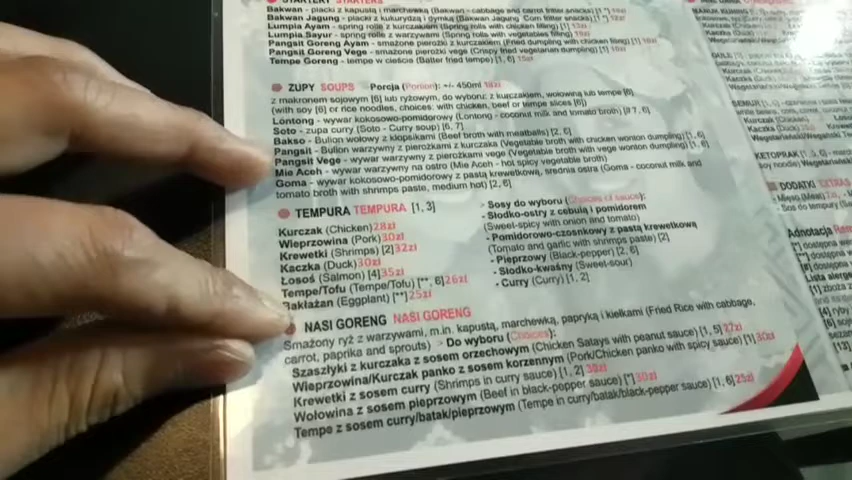 STARTERY STARTERS
Bakwan - placki z kapustą i marchewką (Bakwan - cabbage and carrot fritter starters)
Bakwan Jagung - placki z kukurydzą i dymką (Bakwan Jagung Corn fritter snacks)
Lumpia Ayam - spring rolle z kurczakiem (Spring rolls with chicken filling)
Lumpia Sayur - spring rolle z warzywami (Spring rolls with vegetables filling)
Pangsit Goreng Ayam - smażone pierożki z kurczakiem (Fried dumpling with chicken filling)
Pangsit Goreng Vege - smażone pierożki (Crispy fried vegetarian dumpling)
Tempe Goreng - tempe w cieście (Batter fried tempe) [1, 6] 15zł
ZUPY SOUPS Porcja (Portion): +/- 450ml 18zł
z makronem sojowym [6] lub ryżowym, do wyboru: z kurczakiem, wołowiną lub tempe [6]
(with soy [6] or rice noodles, choices: with chicken, beef or tempe slices [6])
Lontong - wywar kokosowo-pomidorowy (Lontong - coconut milk and tomato broth)
Soto - zupa curry (Soto - Curry soup) [6, 7]
Bakso - Bulion wołowy z klopsikami (Beef broth with meatballs) [2, 6]
Pangsit - Bulion warzywny z pierożkami z kurczaka (Vegetable broth with chicken wonton dumpling) [1, 6]
Pangsit Vege - wywar warzywny z pierożkami vege (Vegetable broth with vege wonton dumpling) [1, 6]
Mie Aceh - wywar warzywny na ostro (Mie Aceh - hot spicy vegetable broth)
Goma - wywar kokosowo-pomidorowy z pastą krewetkową, średnia ostra (Goma - coconut milk and
tomato broth with shrimps paste, medium hot) [2, 6]
TEMPURA TEMPURA [1, 3]
Kurczak (Chicken) 28zł
Wieprzowina (Pork) 30zł
Krewetki (Shrimps) [2] 32zł
Kaczka (Duck) 30zł
Łosoś (Salmon) [4] 35zł
Tempe/Tofu (Tempe/Tofu) [**, 6] 26zł
Bakłażan (Eggplant) [**] 25zł
> Sosy do wyboru (Choices of sauce):
- Słodko-ostry z cebulą i pomidorem
(Sweet-spicy with onion and tomato)
- Pomidorowo-czosnkowy z pastą krewetkową
(Tomato and garlic with shrimps paste) [2]
- Pieprzowy (Black-pepper) [2, 6]
- Słodko-kwaśny (Sweet-sour)
- Curry (Curry) [1, 2]
NASI GORENG NASI GORENG
Smażony ryż z warzywami, m.in. kapustą, marchewką, papryką i kiełkami (Fried Rice with cabbage,
carrot, paprika and sprouts) > Do wyboru (Choices):
Szaszłyki z kurczaka z sosem orzechowym (Chicken Satays with peanut sauce) [1, 5] 27zł
Wieprzowina/Kurczak panko z sosem korzennym (Pork/Chicken panko with spicy sauce) [1] 30zł
Krewetki z sosem curry (Shrimps in curry sauce) [1, 2] 30zł
Wołowina z sosem pieprzowym (Beef in black-pepper sauce) [*] 30zł
Tempe z sosem curry/batak/pieprzowym (Tempe in curry/batak/black-pepper sauce) [1, 6] 25zł
KETOPRAK
DODATKI EXTRAS
Adnotacja